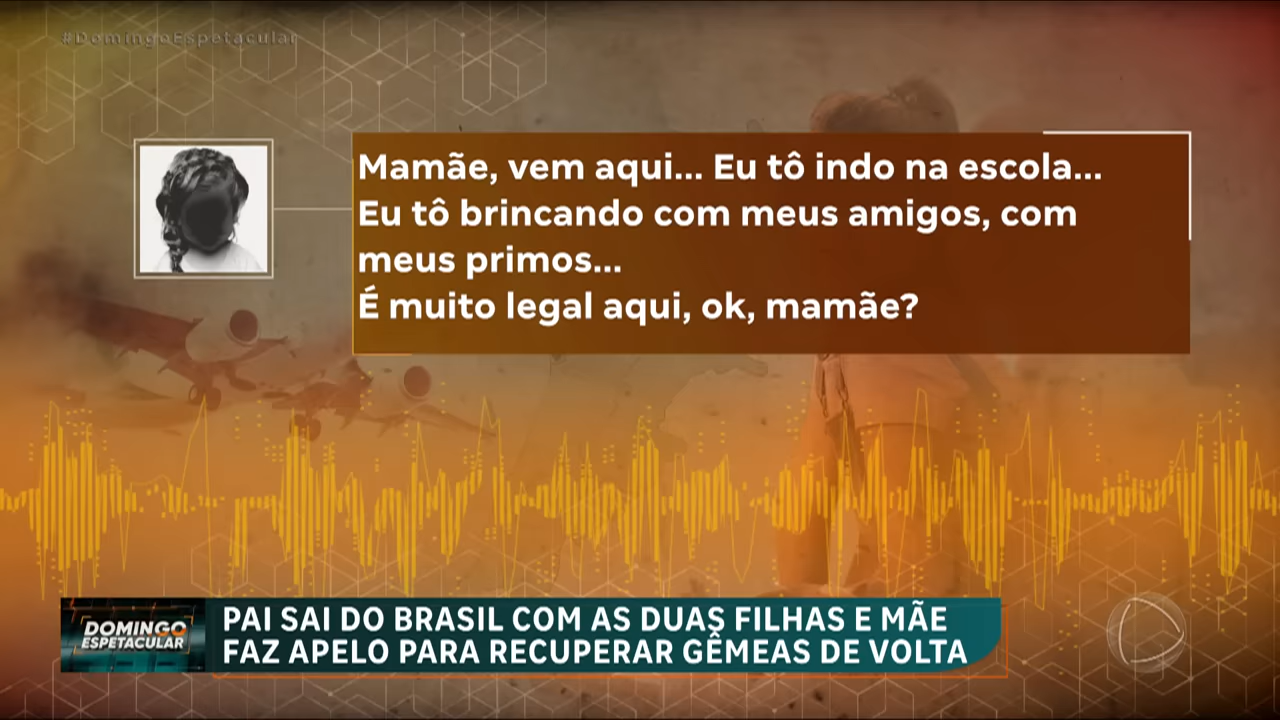 #DomingoEspetacular
Mamãe, vem aqui... Eu tô indo na escola...
Eu tô brincando com meus amigos, com
meus primos...
É muito legal aqui, ok, mamãe?
DOMINGO
ESPETACULAR
PAI SAI DO BRASIL COM AS DUAS FILHAS E MÃE
FAZ APELO PARA RECUPERAR GÊMEAS DE VOLTA